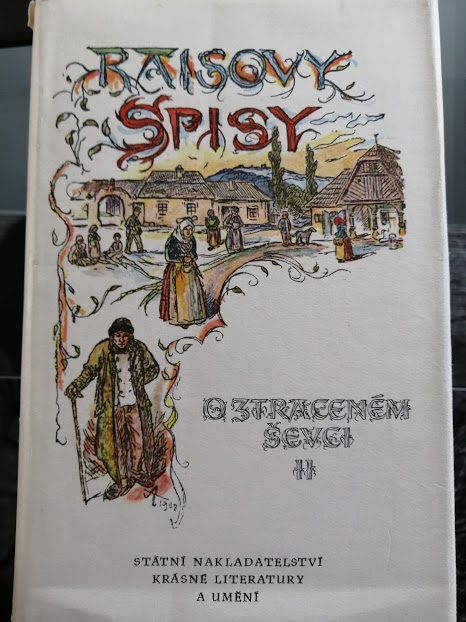 RAISOVY
SPISY
O ZTRACENÉM
ŠEVCI
II
STÁTNÍ NAKLADATELSTVÍ
KRÁSNÉ LITERATURY
A UMĚNÍ